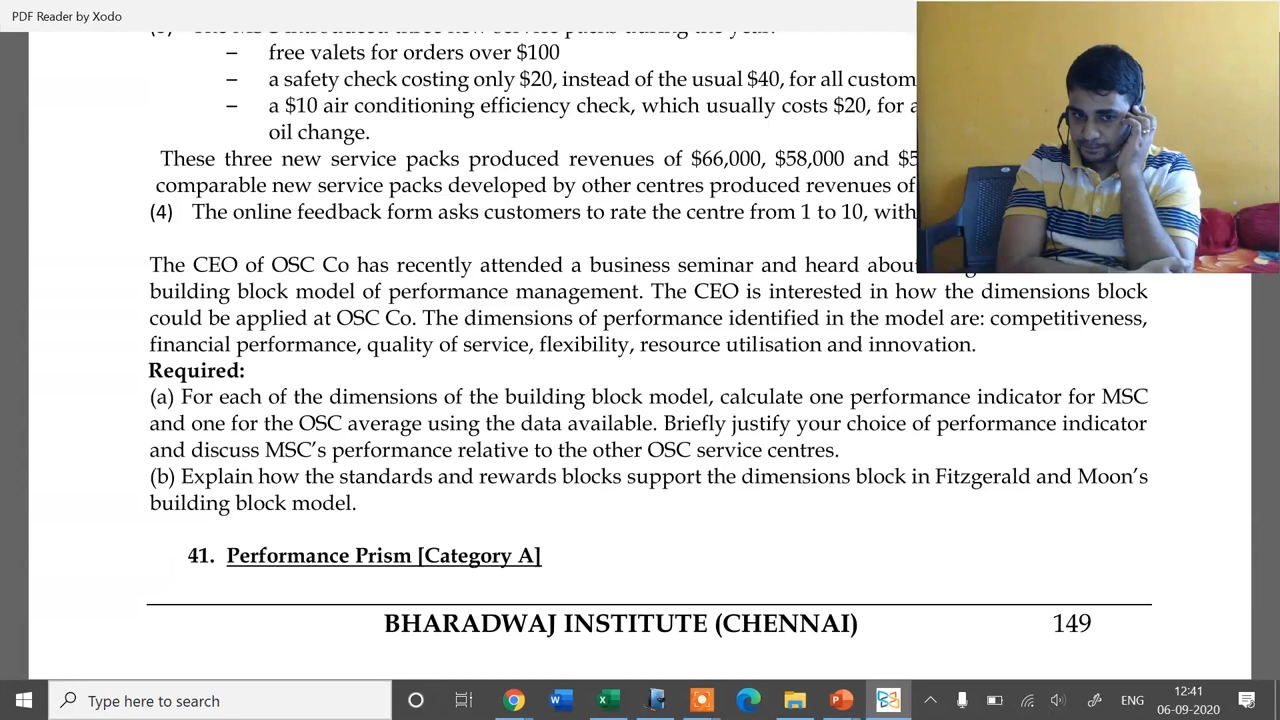 PDF Reader by Xodo
free valets for orders over $100
– a safety check costing only $20, instead of the usual $40, for all custom
– a $10 air conditioning efficiency check, which usually costs $20, for a
oil change.
These three new service packs produced revenues of $66,000, $58,000 and $5
comparable new service packs developed by other centres produced revenues of
(4) The online feedback form asks customers to rate the centre from 1 to 10, with
The CEO of OSC Co has recently attended a business seminar and heard abou
building block model of performance management. The CEO is interested in how the dimensions block
could be applied at OSC Co. The dimensions of performance identified in the model are: competitiveness,
financial performance, quality of service, flexibility, resource utilisation and innovation.
Required:
(a) For each of the dimensions of the building block model, calculate one performance indicator for MSC
and one for the OSC average using the data available. Briefly justify your choice of performance indicator
and discuss MSC's performance relative to the other OSC service centres.
(b) Explain how the standards and rewards blocks support the dimensions block in Fitzgerald and Moon's
building block model.
41. Performance Prism [Category A]
BHARADWAJ INSTITUTE (CHENNAI) 149
Type here to search
ENG
12:41
06-09-2020